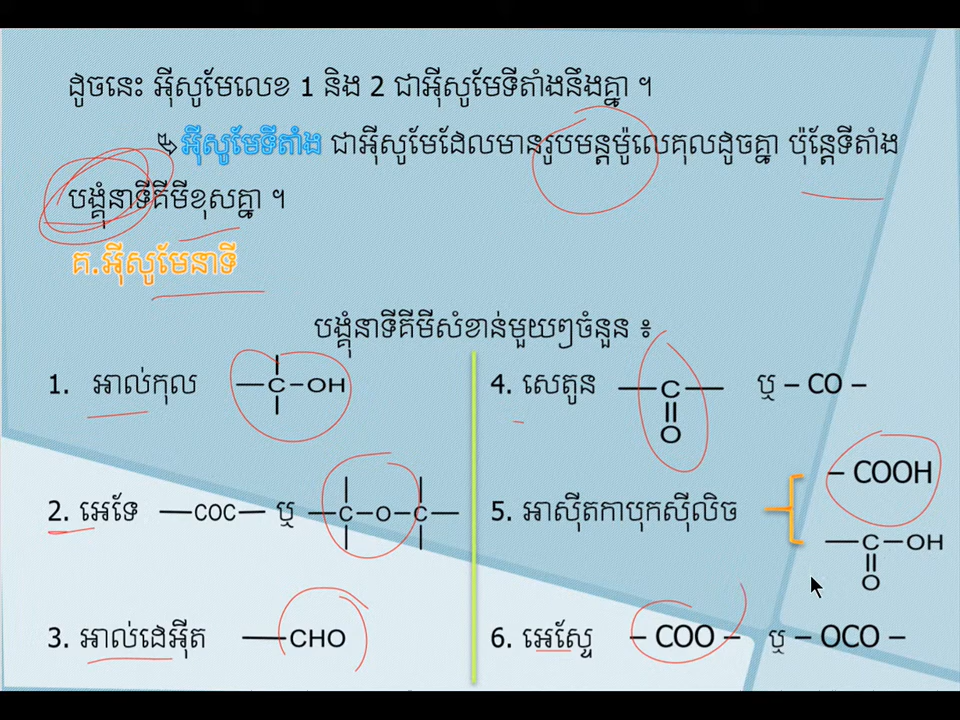 ដូចនេះ អ៊ីសូមែលេខ 1 និង 2 ជាអ៊ីសូមែទីតាំងនឹងគ្នា ។
អ៊ីសូមែទីតាំង ជាអ៊ីសូមែដែលមានរូបមន្តម៉ូលេគុលដូចគ្នា ប៉ុន្តែទីតាំង
បង្គុំនាទីគីមីខុសគ្នា ។
គ.អ៊ីសូមែនាទី
បង្គុំនាទីគីមីសំខាន់មួយៗចំនួន ៖
1. អាល់កុល —C—OH
2. អេទែ —COC— ឬ —C—O—C—
3. អាល់ដេអ៊ីត —CHO
4. សេតូន —C— ឬ – CO –
O
5. អាស៊ីតកាបុកស៊ីលិច – COOH
—C—OH
O
6. អេស្ទែ – COO – ឬ – OCO –